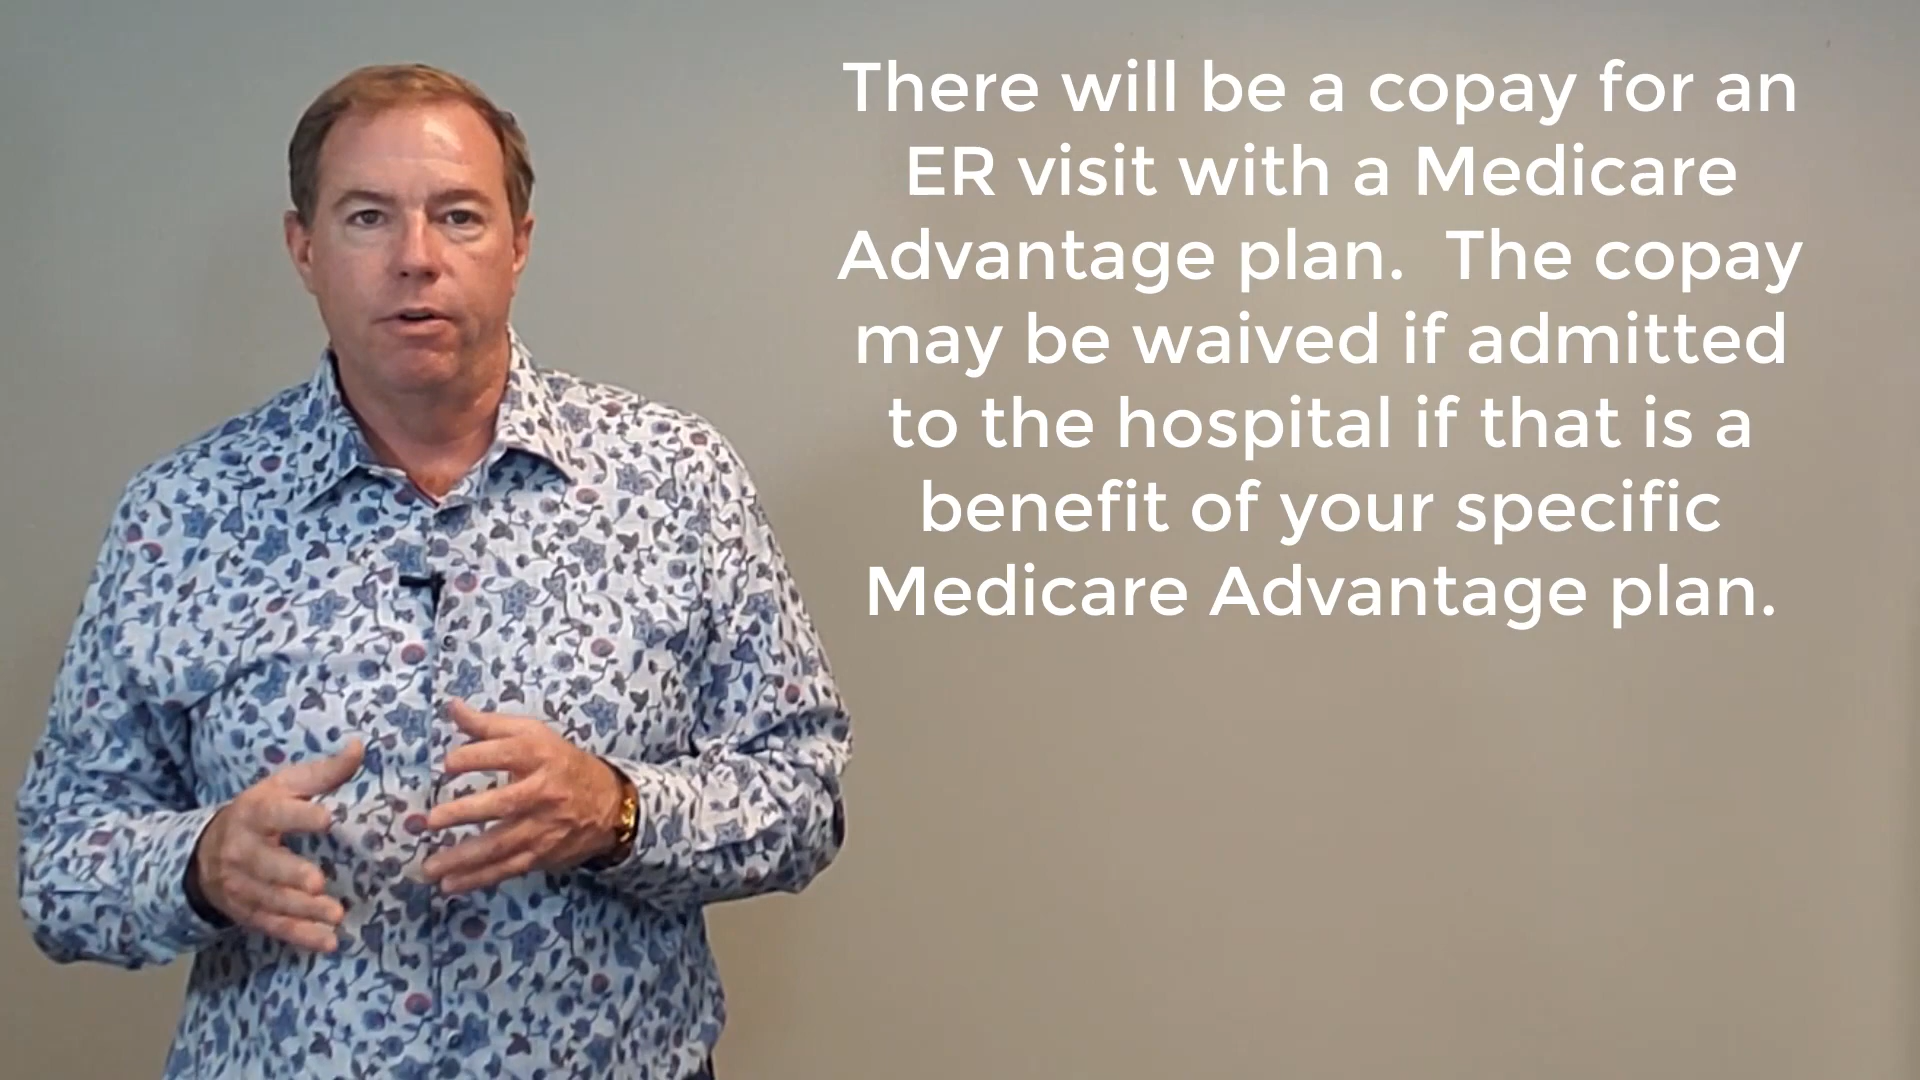 There will be a copay for an
ER visit with a Medicare
Advantage plan.  The copay
may be waived if admitted
to the hospital if that is a
benefit of your specific
Medicare Advantage plan.